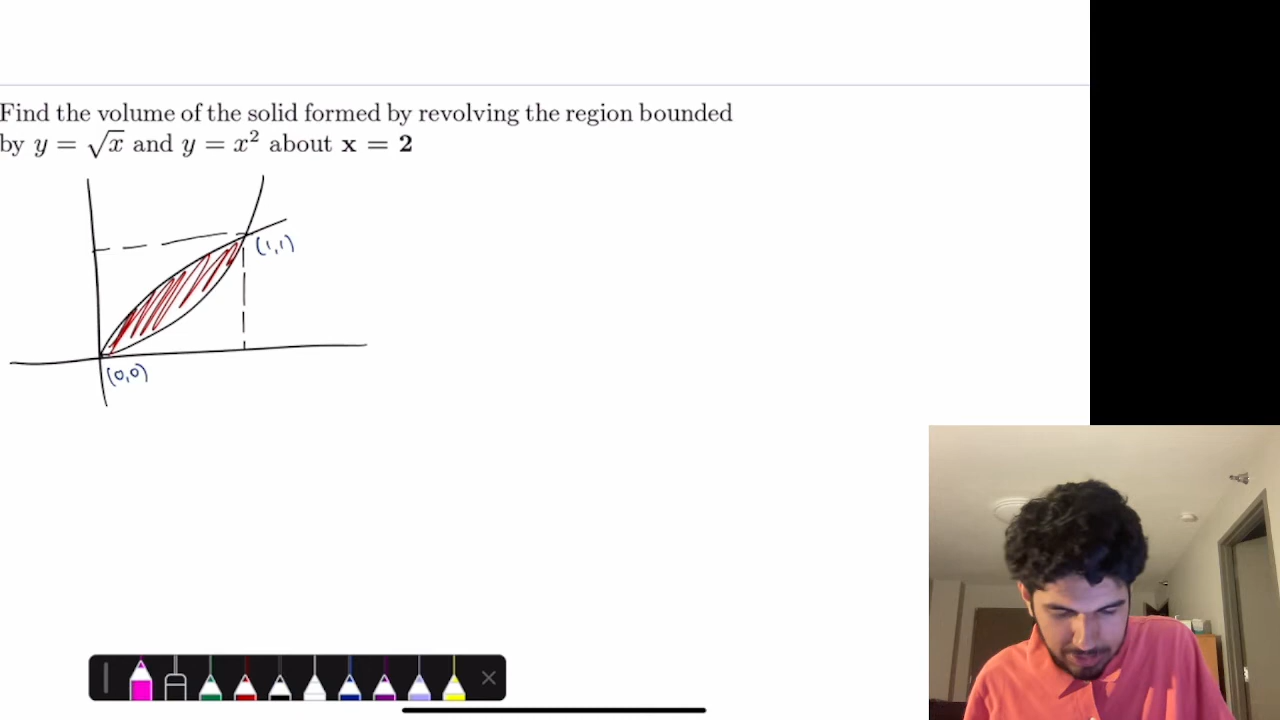 Find the volume of the solid formed by revolving the region bounded
by y = √x and y = x² about x = 2
(1,1)
(0,0)